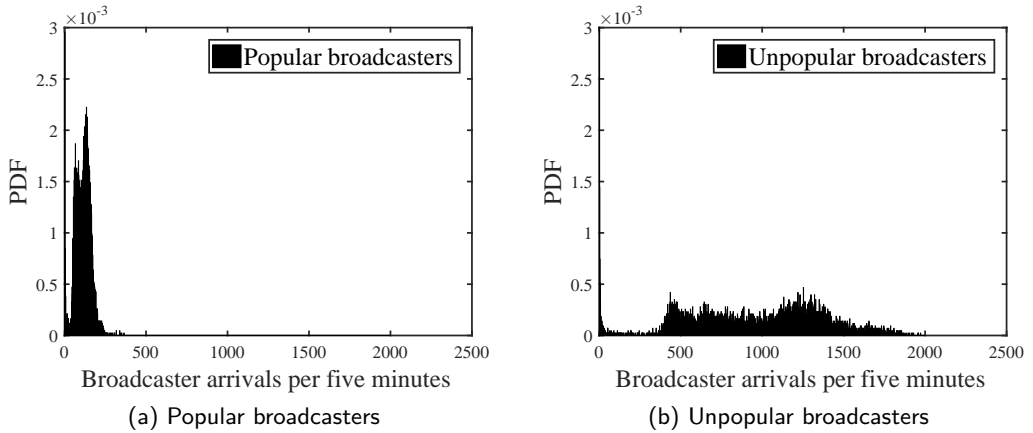 ×10⁻³
3
2.5
2
1.5
1
0.5
0
PDF
Popular broadcasters
0 500 1000 1500 2000 2500
Broadcaster arrivals per five minutes
(a) Popular broadcasters
×10⁻³
3
2.5
2
1.5
1
0.5
0
PDF
Unpopular broadcasters
0 500 1000 1500 2000 2500
Broadcaster arrivals per five minutes
(b) Unpopular broadcasters